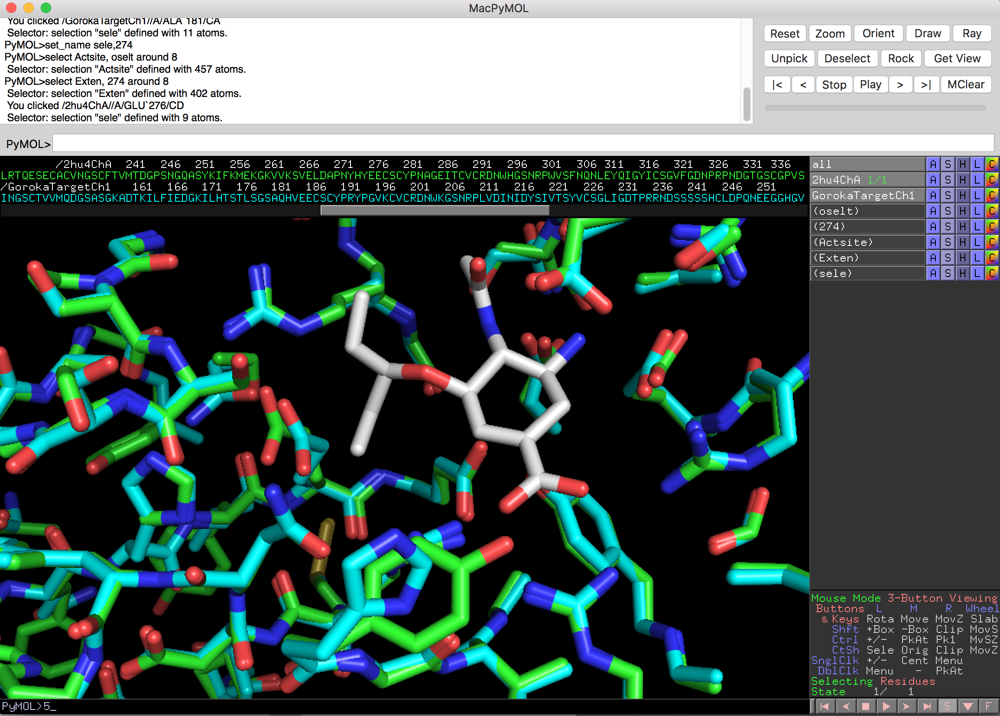 MacPyMOL
You clicked /GorokaTargetCh1//A/ALA`181/CA
Selector: selection "sele" defined with 11 atoms.
PyMOL>set_name sele,274
PyMOL>select Actsite, oselt around 8
Selector: selection "Actsite" defined with 457 atoms.
PyMOL>select Exten, 274 around 8
Selector: selection "Exten" defined with 402 atoms.
You clicked /2hu4ChA//A/GLU`276/CD
Selector: selection "sele" defined with 9 atoms.
Reset Zoom Orient Draw Ray
Unpick Deselect Rock Get View
|< < Stop Play > >| MClear
PyMOL>
/2hu4ChA 241 246 251 256 261 266 271 276 281 286 291 296 301 306 311 316 321 326 331 336
LRTQESECACVNGSCFTVMTDGPSNGQASYKIFKMEKGKVVKSVELDAPNYHYEECSCYPNAGEITCVCRDNWHGSNRPWVSFNQNLEYQIGYICSGVFGDNPRPNDGTGSCGPVS
/GorokaTargetCh1 161 166 171 176 181 186 191 196 201 206 211 216 221 226 231 236 241 246 251
INGSCTVVMQDGSASGKADTKILFIEDGKILHTSTLSGSAQHVEECSCYPRYPGVKCVCRDNWKGSNRPLVDINIDYSIVTSYVCSGLIGDTPRRNDSSSSSHCLDPQNEEGGHGV
all A S H L C
2hu4ChA 1/1 A S H L C
GorokaTargetCh1 A S H L C
(oselt) A S H L C
(274) A S H L C
(Actsite) A S H L C
(Exten) A S H L C
(sele) A S H L C
Mouse Mode 3-Button Viewing
Buttons L M R Wheel
& Keys Rota Move MovZ Slab
Shft +Box -Box Clip MovS
Ctrl +/- PkAt Pk1 MvSZ
CtSh Sele Orig Clip MovZ
SnglClk +/- Cent Menu
DblClk Menu - PkAt
Selecting Residues
State 1/ 1
PyMOL>5_
S F